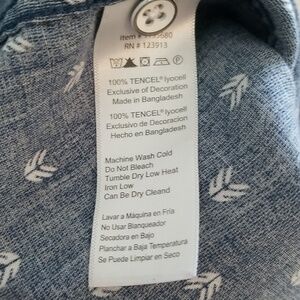 Item #
RN # 123913
100% TENCEL® lyocell
Exclusive of Decoration
Made in Bangladesh
100% TENCEL® lyocell
Exclusivo de Decoracion
Hecho en Bangladesh
Machine Wash Cold
Do Not Bleach
Tumble Dry Low Heat
Iron Low
Can Be Dry Cleand
Lavar a Máquina en Fria
No Usar Blanqueador
Secadora en Bajo
Planchar a Baja Temperatura
Se Puede Limpiar en Seco